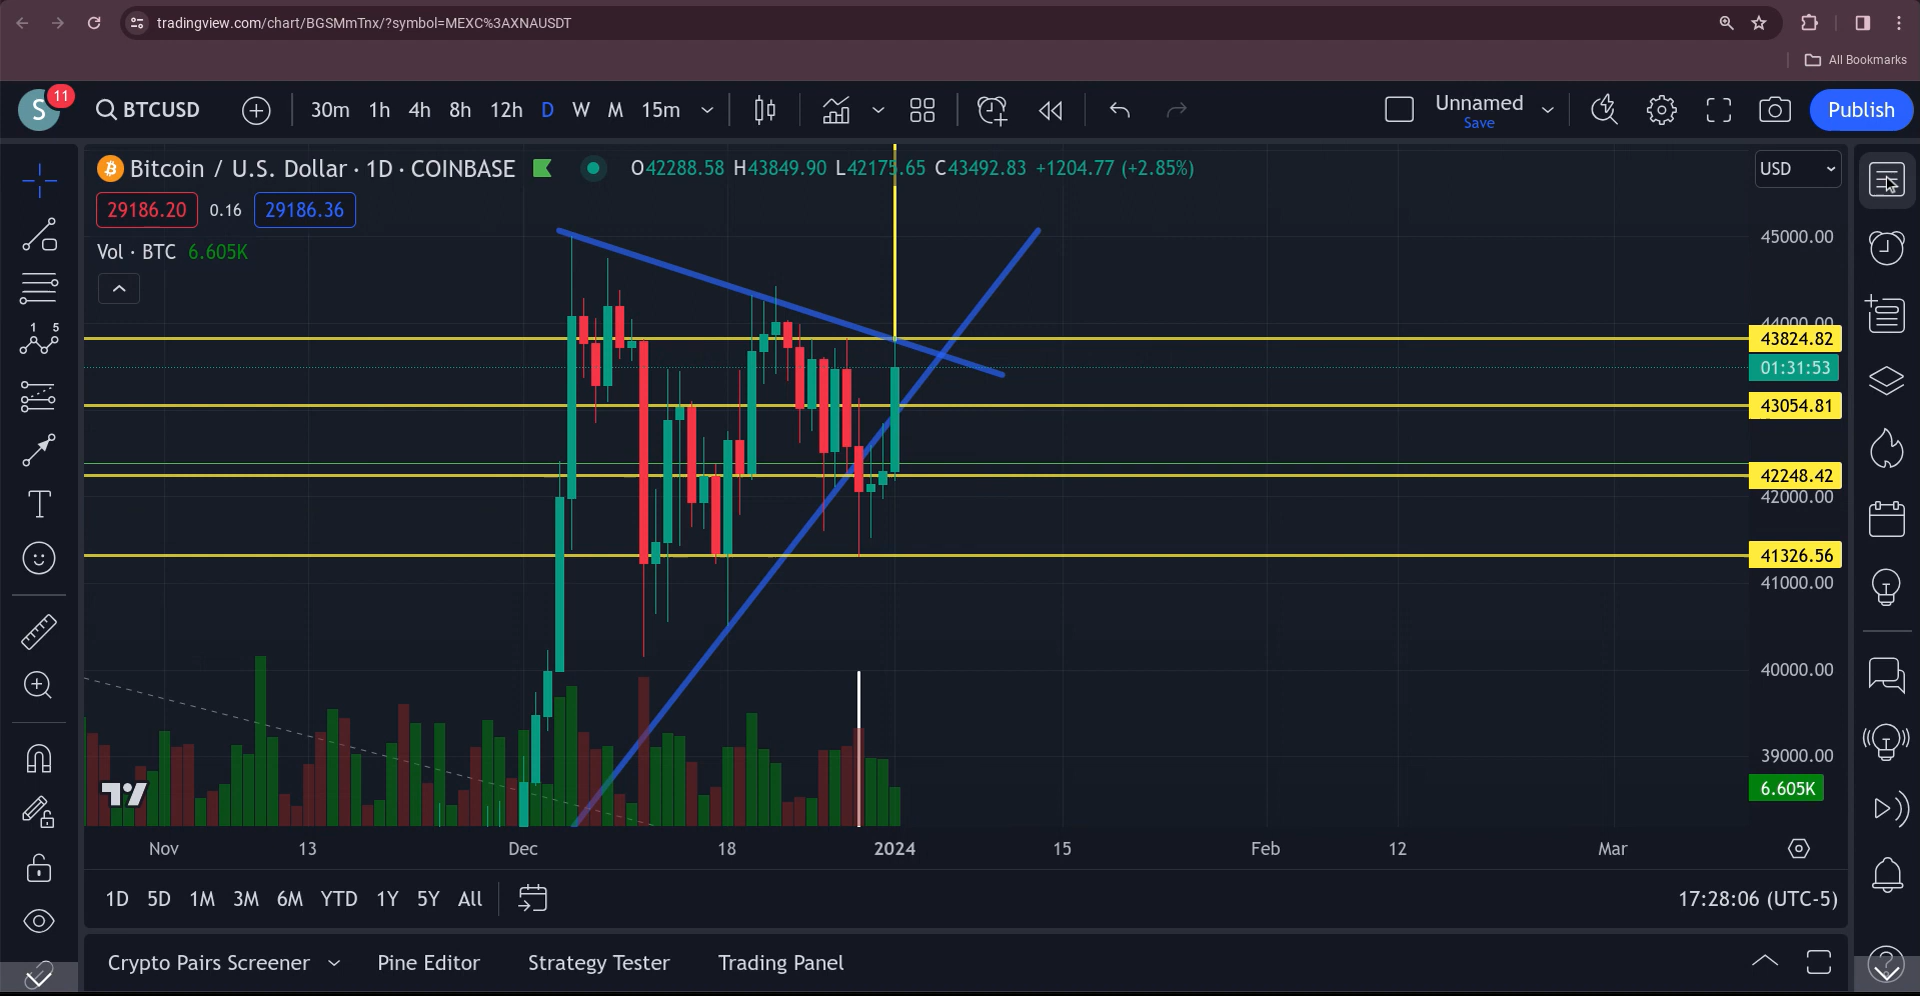 tradingview.com/chart/BGSMmTnx/?symbol=MEXC%3AXNAUSDT
All Bookmarks
S 11 BTCUSD 30m 1h 4h 8h 12h D W M 15m Unnamed Save Publish
Bitcoin / U.S. Dollar · 1D · COINBASE O42288.58 H43849.90 L42175.65 C43492.83 +1204.77 (+2.85%) USD
29186.20 0.16 29186.36
Vol · BTC 6.605K
45000.00
44000.00
43824.82
01:31:53
43054.81
42248.42
42000.00
41326.56
41000.00
40000.00
39000.00
6.605K
Nov 13 Dec 18 2024 15 Feb 12 Mar
1D 5D 1M 3M 6M YTD 1Y 5Y All 17:28:06 (UTC-5)
Crypto Pairs Screener Pine Editor Strategy Tester Trading Panel